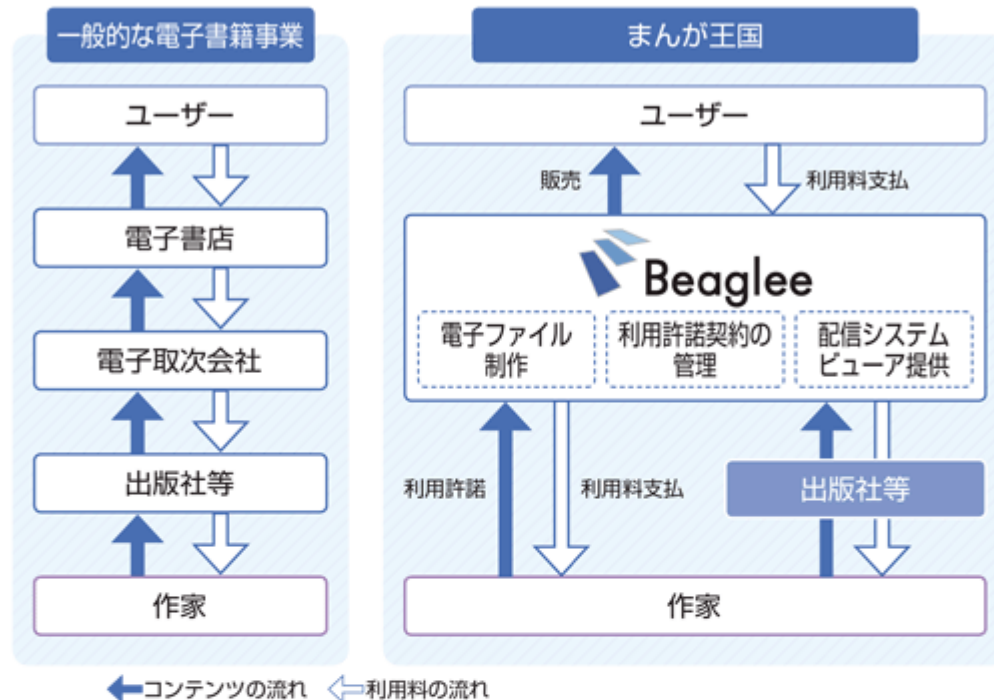 一般的な電子書籍事業
ユーザー
電子書店
電子取次会社
出版社等
作家
まんが王国
ユーザー
販売
利用料支払
Beaglee
電子ファイル
制作
利用許諾契約の
管理
配信システム
ビューア提供
利用許諾
利用料支払
出版社等
作家
コンテンツの流れ
利用料の流れ